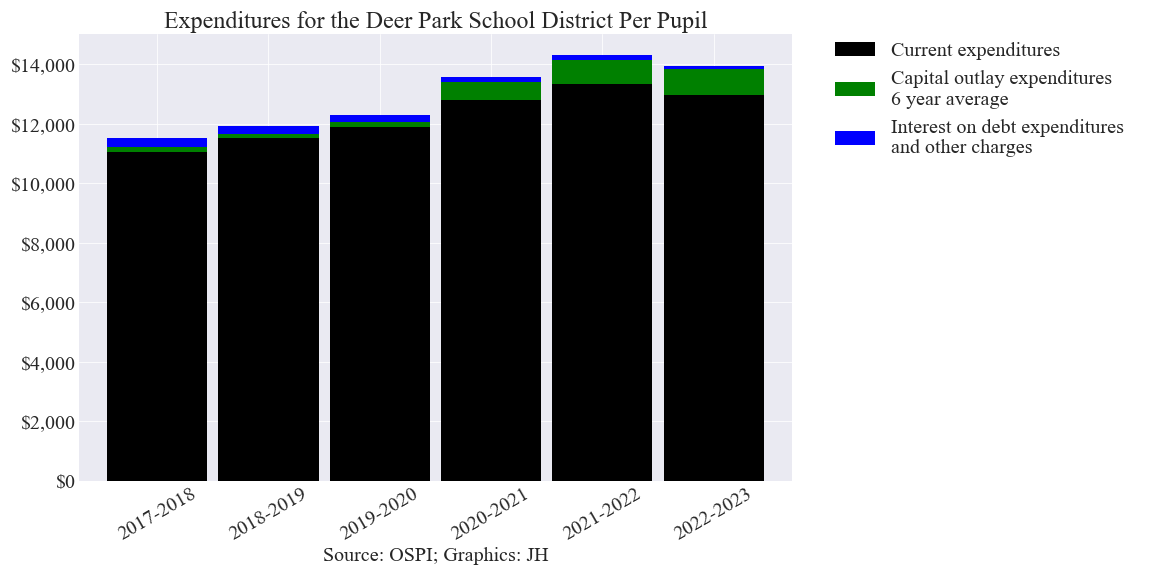 Expenditures for the Deer Park School District Per Pupil
$14,000
$12,000
$10,000
$8,000
$6,000
$4,000
$2,000
$0
2017-2018
2018-2019
2019-2020
2020-2021
2021-2022
2022-2023
Source: OSPI; Graphics: JH
Current expenditures
Capital outlay expenditures
6 year average
Interest on debt expenditures
and other charges